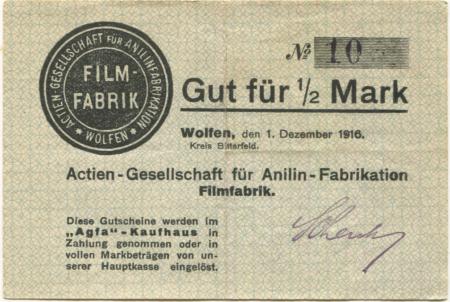 ACTIEN-GESELLSCHAFT FÜR ANILINFABRIKATION
FILM-
FABRIK
* WOLFEN *
№ 10
Gut für ½ Mark
Wolfen, den 1. Dezember 1916.
Kreis Bitterfeld.
Actien-Gesellschaft für Anilin-Fabrikation
Filmfabrik.
Diese Gutscheine werden im
„Agfa"-Kaufhaus in
Zahlung genommen oder in
vollen Markbeträgen von un-
serer Hauptkasse eingelöst.